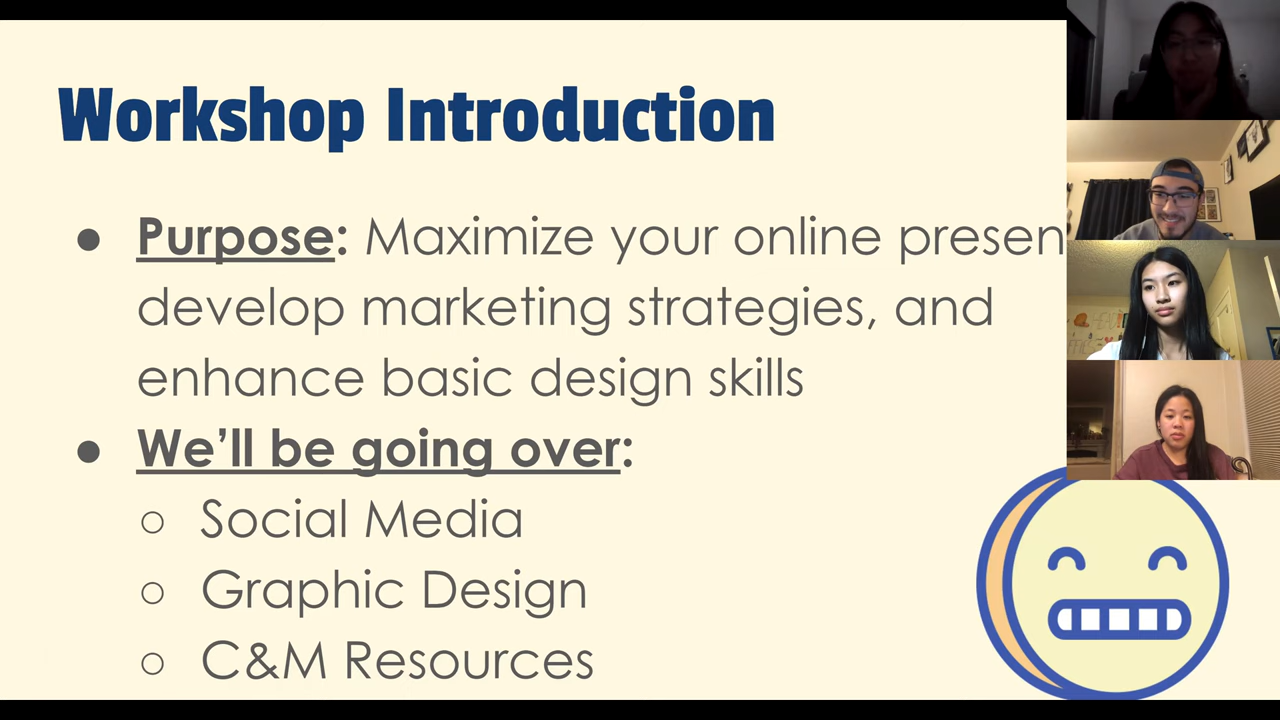 Workshop Introduction
● Purpose: Maximize your online presen
develop marketing strategies, and
enhance basic design skills
● We'll be going over:
○ Social Media
○ Graphic Design
○ C&M Resources